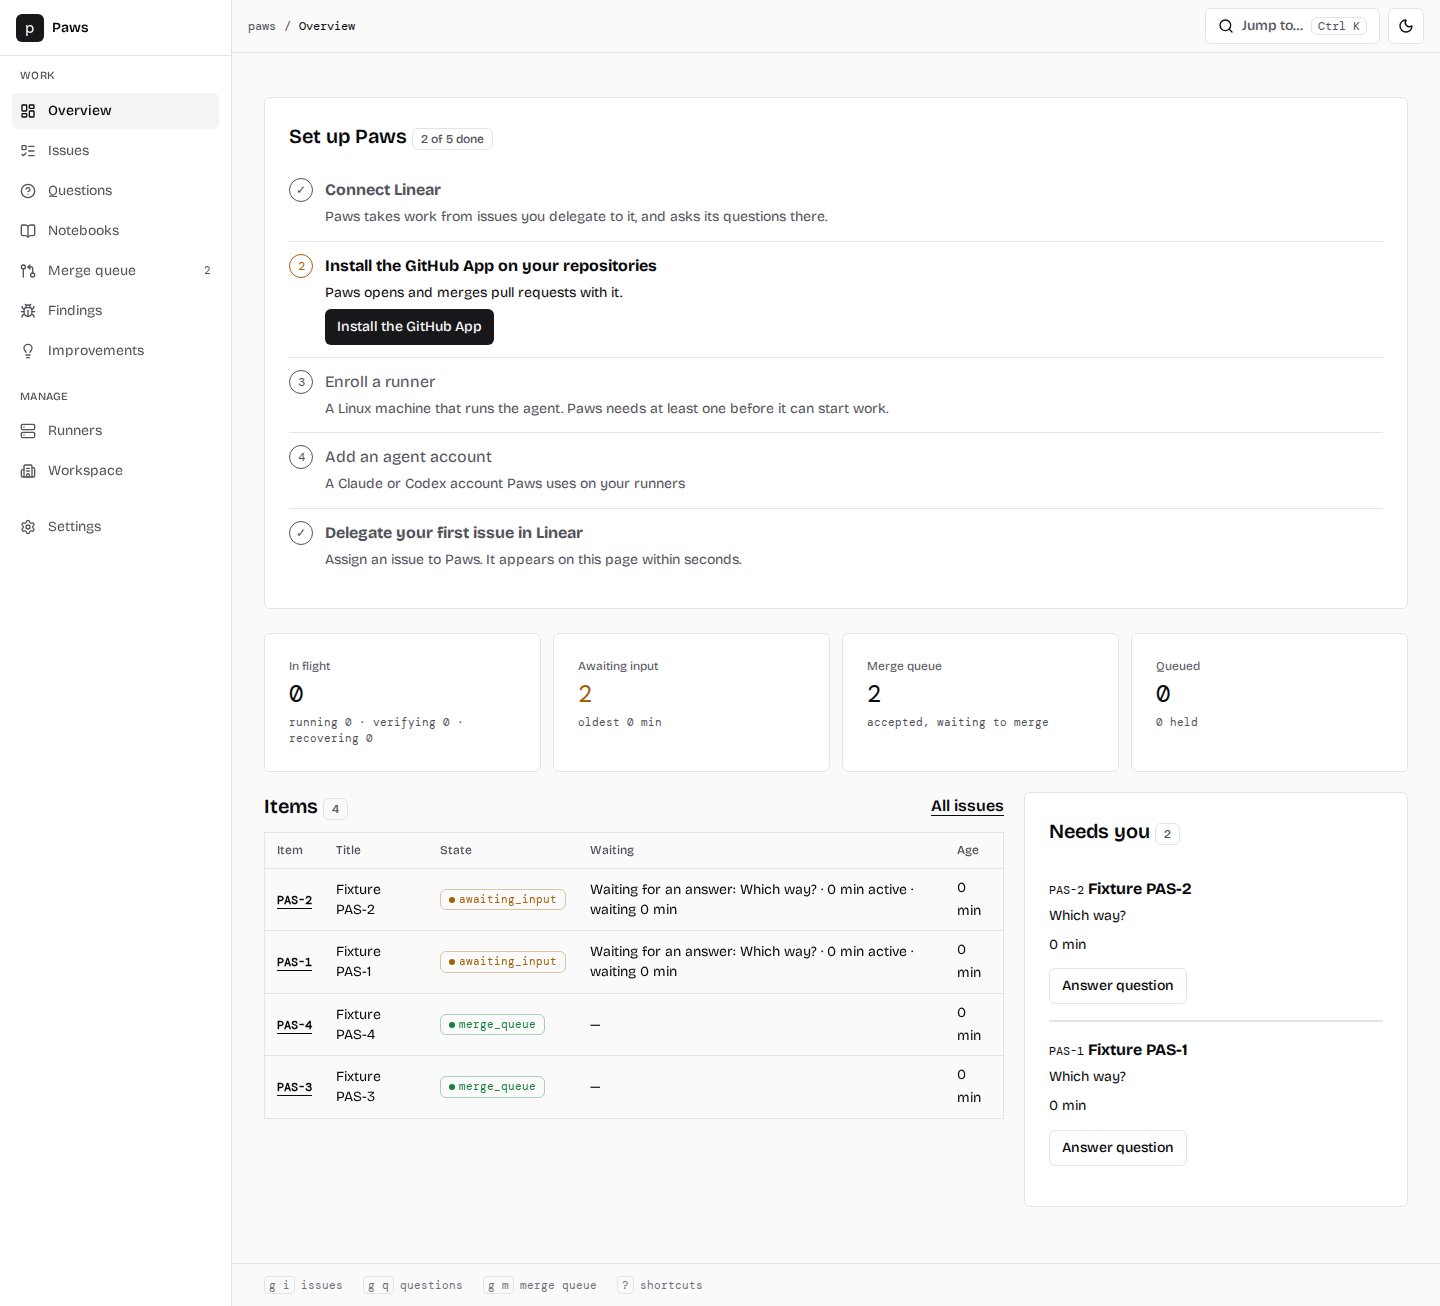 p Paws
WORK
Overview
Issues
Questions
Notebooks
Merge queue 2
Findings
Improvements
MANAGE
Runners
Workspace
Settings
paws / Overview
Jump to... Ctrl K
Set up Paws 2 of 5 done
✓ Connect Linear
Paws takes work from issues you delegate to it, and asks its questions there.
2 Install the GitHub App on your repositories
Paws opens and merges pull requests with it.
Install the GitHub App
3 Enroll a runner
A Linux machine that runs the agent. Paws needs at least one before it can start work.
4 Add an agent account
A Claude or Codex account Paws uses on your runners
✓ Delegate your first issue in Linear
Assign an issue to Paws. It appears on this page within seconds.
In flight
0
running 0 · verifying 0 ·
recovering 0
Awaiting input
2
oldest 0 min
Merge queue
2
accepted, waiting to merge
Queued
0
0 held
Items 4 All issues
Item Title State Waiting Age
PAS-2 Fixture PAS-2 awaiting_input Waiting for an answer: Which way? · 0 min active · waiting 0 min 0 min
PAS-1 Fixture PAS-1 awaiting_input Waiting for an answer: Which way? · 0 min active · waiting 0 min 0 min
PAS-4 Fixture PAS-4 merge_queue — 0 min
PAS-3 Fixture PAS-3 merge_queue — 0 min
Needs you 2
PAS-2 Fixture PAS-2
Which way?
0 min
Answer question
PAS-1 Fixture PAS-1
Which way?
0 min
Answer question
g i issues g q questions g m merge queue ? shortcuts